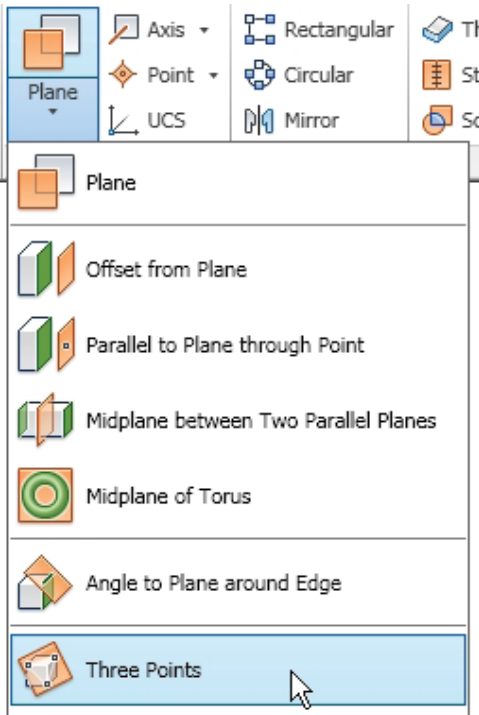 Plane
Axis
Point
UCS
Rectangular
Circular
Mirror
Plane
Offset from Plane
Parallel to Plane through Point
Midplane between Two Parallel Planes
Midplane of Torus
Angle to Plane around Edge
Three Points